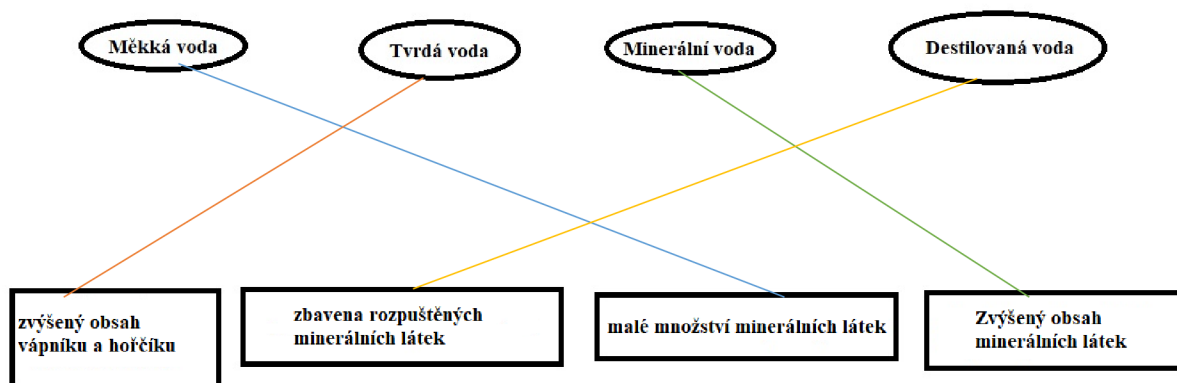 Měkká voda
Tvrdá voda
Minerální voda
Destilovaná voda
zvýšený obsah
vápníku a hořčíku
zbavena rozpuštěných
minerálních látek
malé množství minerálních látek
Zvýšený obsah
minerálních látek